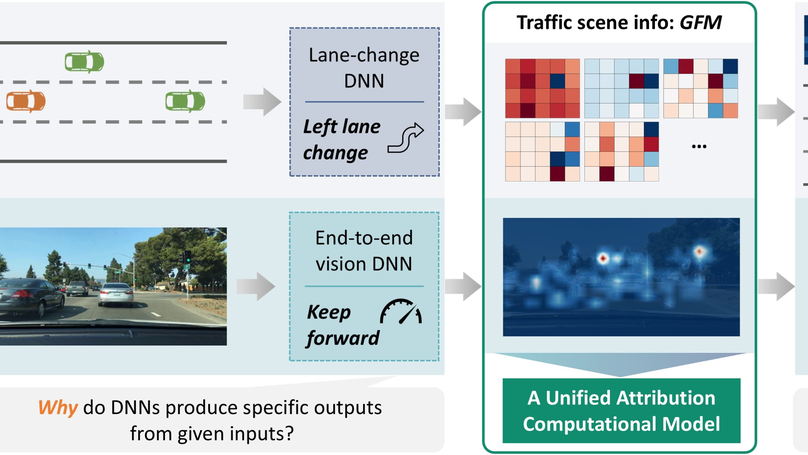 Lane-change
DNN
Left lane
change
End-to-end
vision DNN
Keep
forward
Why do DNNs produce specific outputs
from given inputs?
Traffic scene info: GFM
...
A Unified Attribution
Computational Model